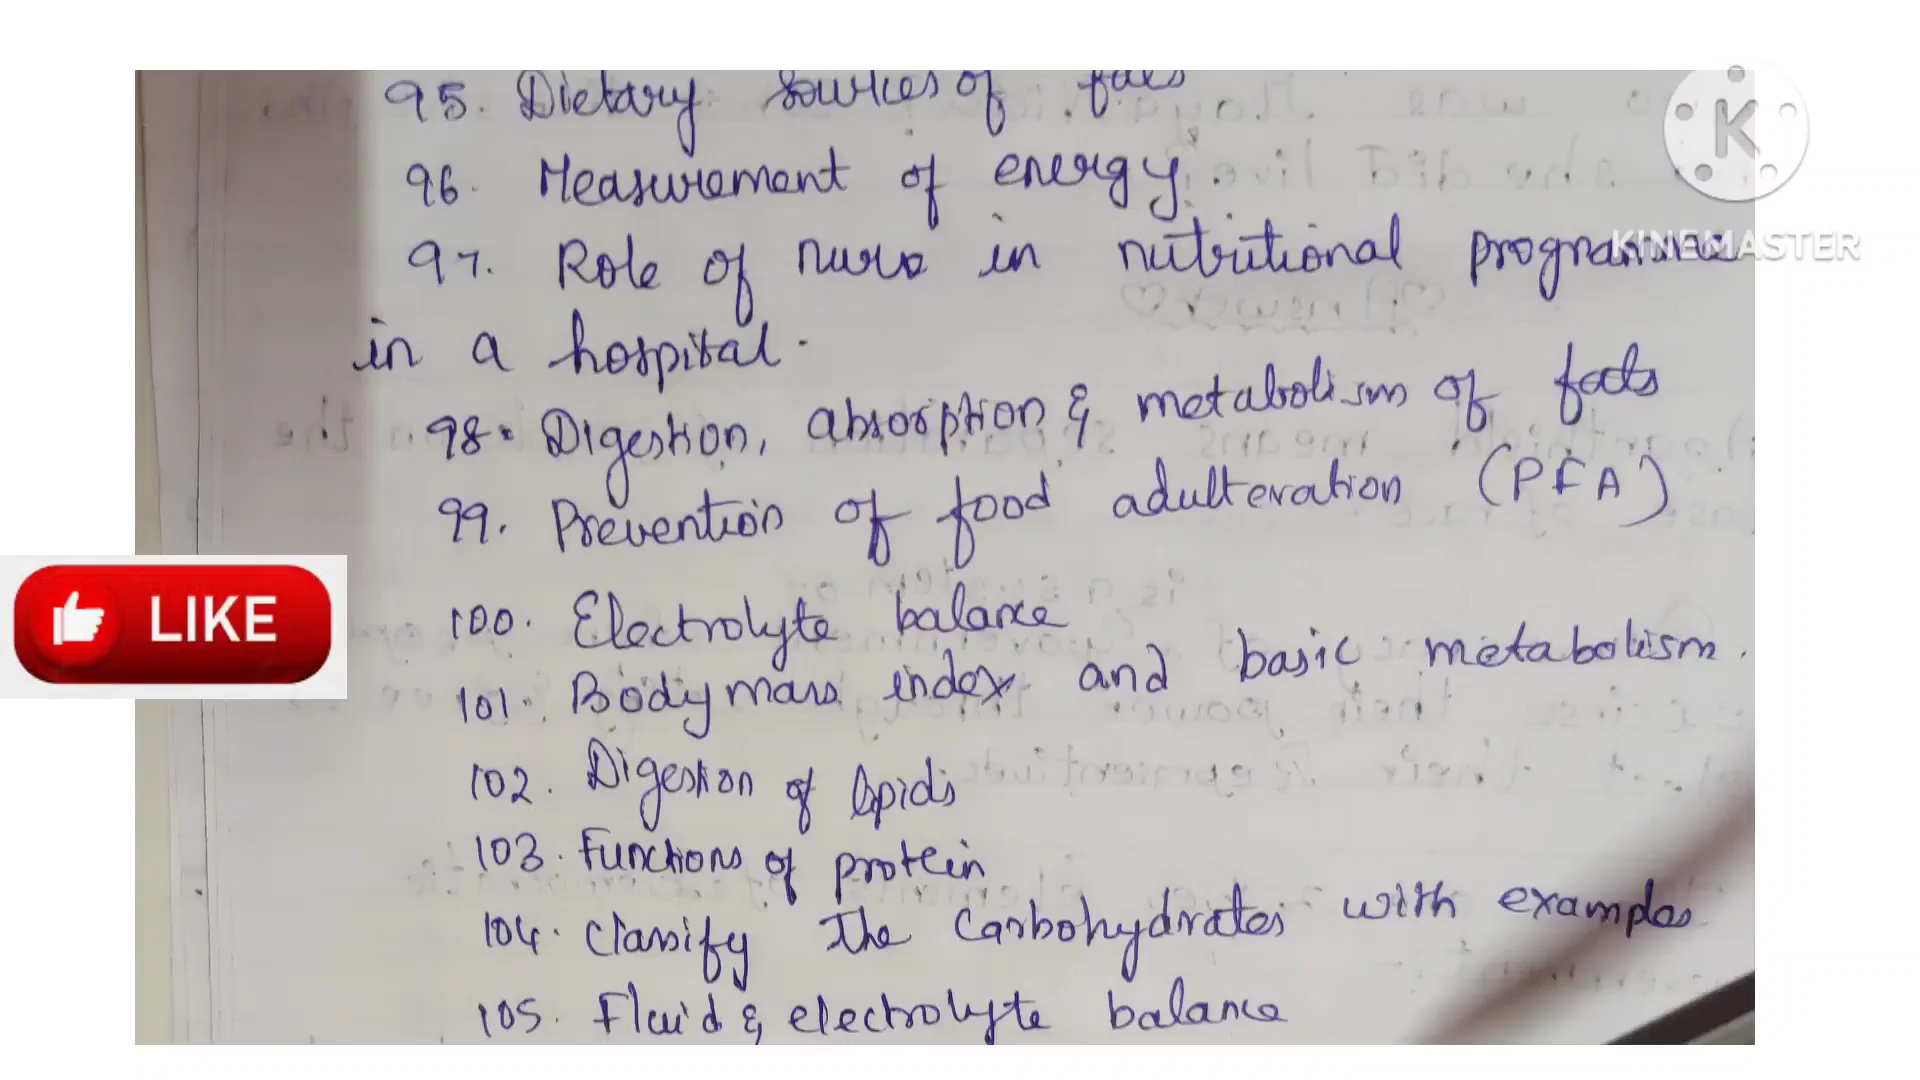 95. Dietary sources of fats
96. Measurement of energy.
97. Role of nurse in nutritional programme
in a hospital.
98. Digestion, absorption & metabolism of fats
99. Prevention of food adulteration (PFA)
100. Electrolyte balance
101. Body mass index and basic metabolism.
102. Digestion of lipids
103. Functions of protein
104. Classify the Carbohydrates with examples
105. Fluid & electrolyte balance
K
KINEMASTER
LIKE